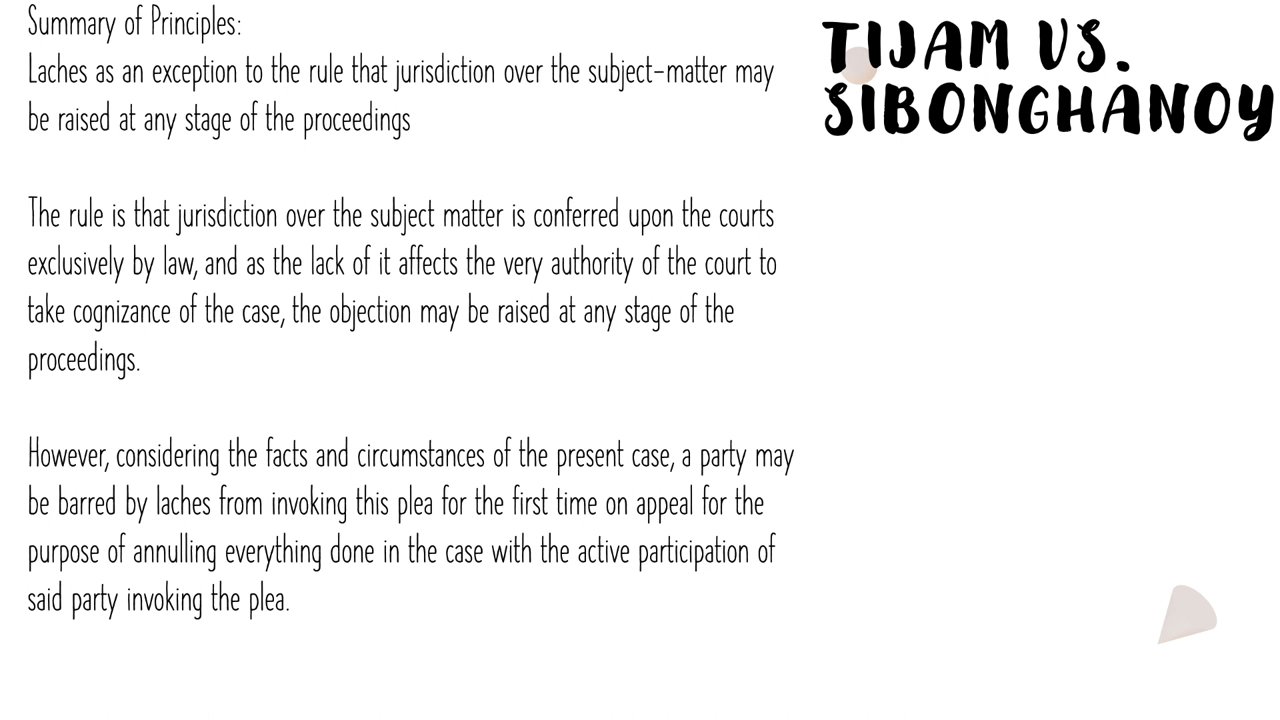 Summary of Principles:
Laches as an exception to the rule that jurisdiction over the subject-matter may
be raised at any stage of the proceedings
The rule is that jurisdiction over the subject matter is conferred upon the courts
exclusively by law, and as the lack of it affects the very authority of the court to
take cognizance of the case, the objection may be raised at any stage of the
proceedings.
However, considering the facts and circumstances of the present case, a party may
be barred by laches from invoking this plea for the first time on appeal for the
purpose of annulling everything done in the case with the active participation of
said party invoking the plea.
TIJAM VS.
SIBONGHANOY